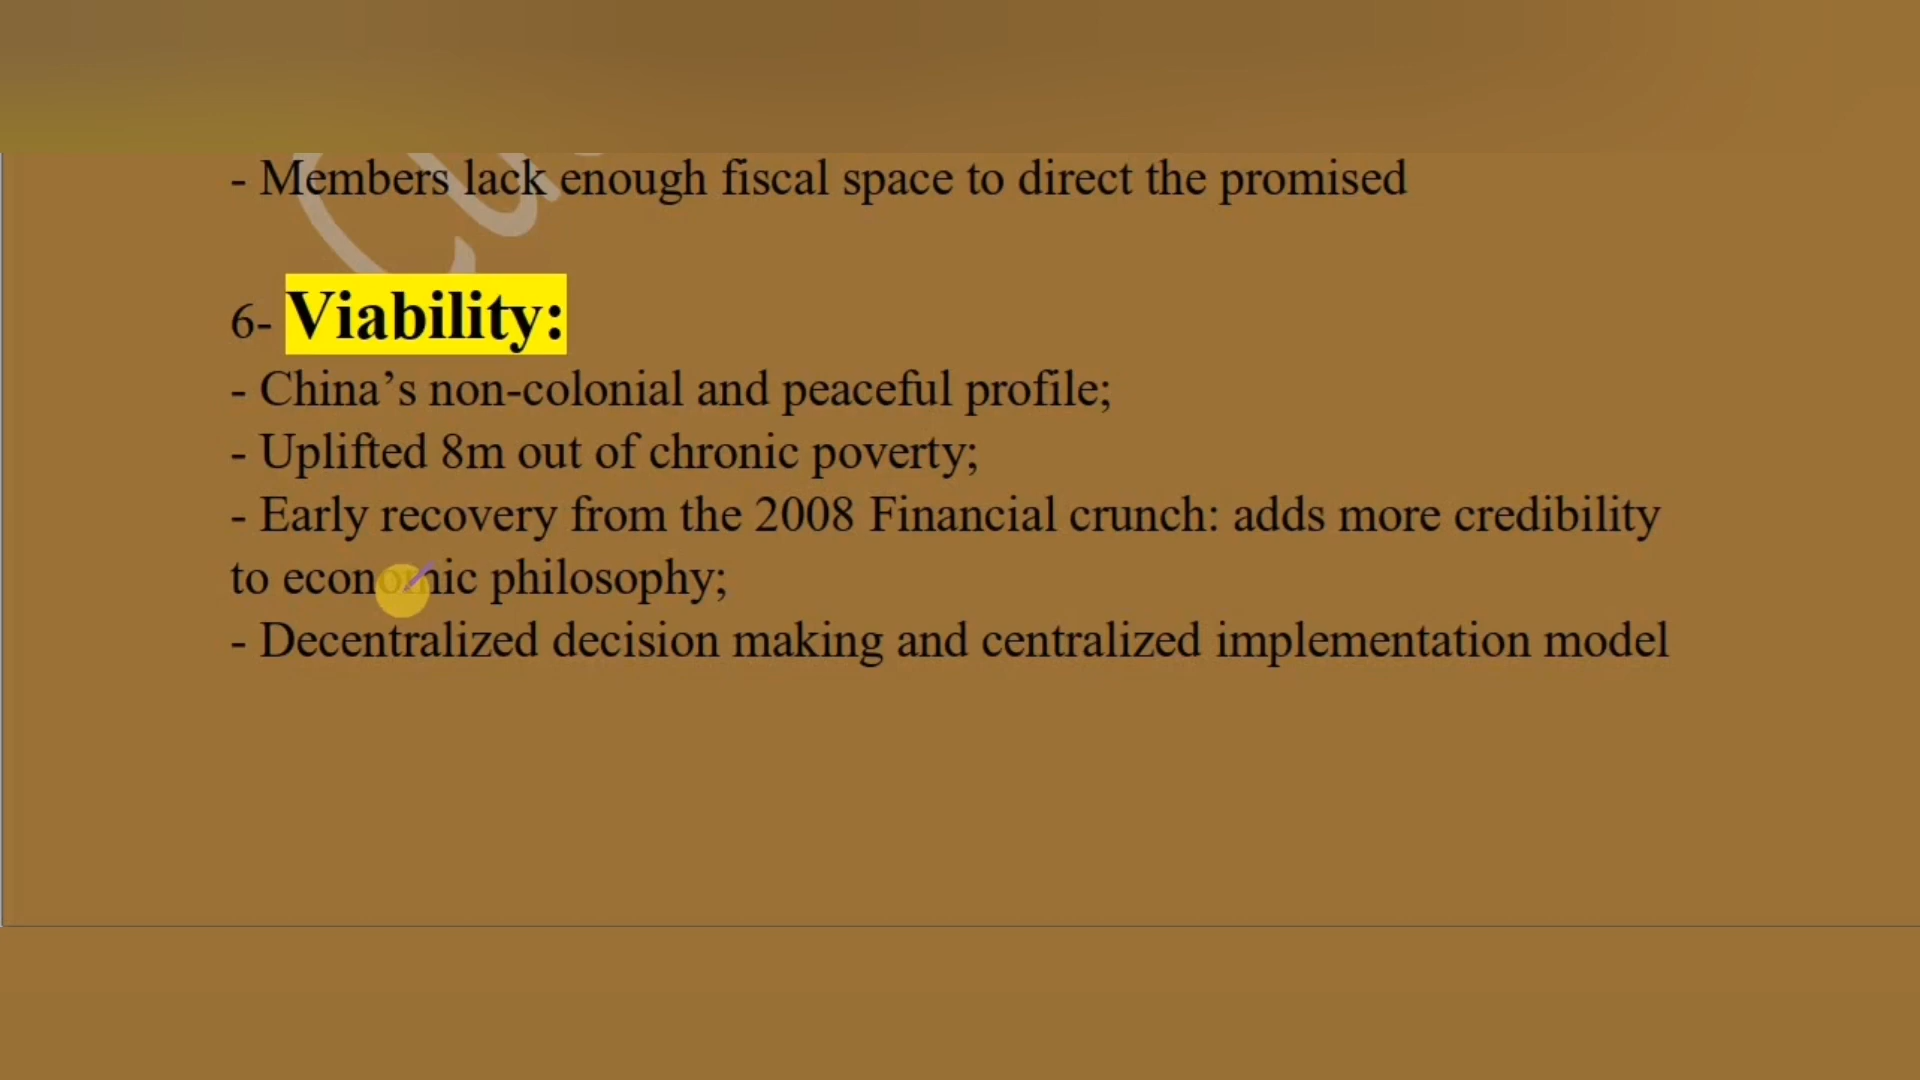 - Members lack enough fiscal space to direct the promised
6- Viability:
- China’s non-colonial and peaceful profile;
- Uplifted 8m out of chronic poverty;
- Early recovery from the 2008 Financial crunch: adds more credibility
to economic philosophy;
- Decentralized decision making and centralized implementation model